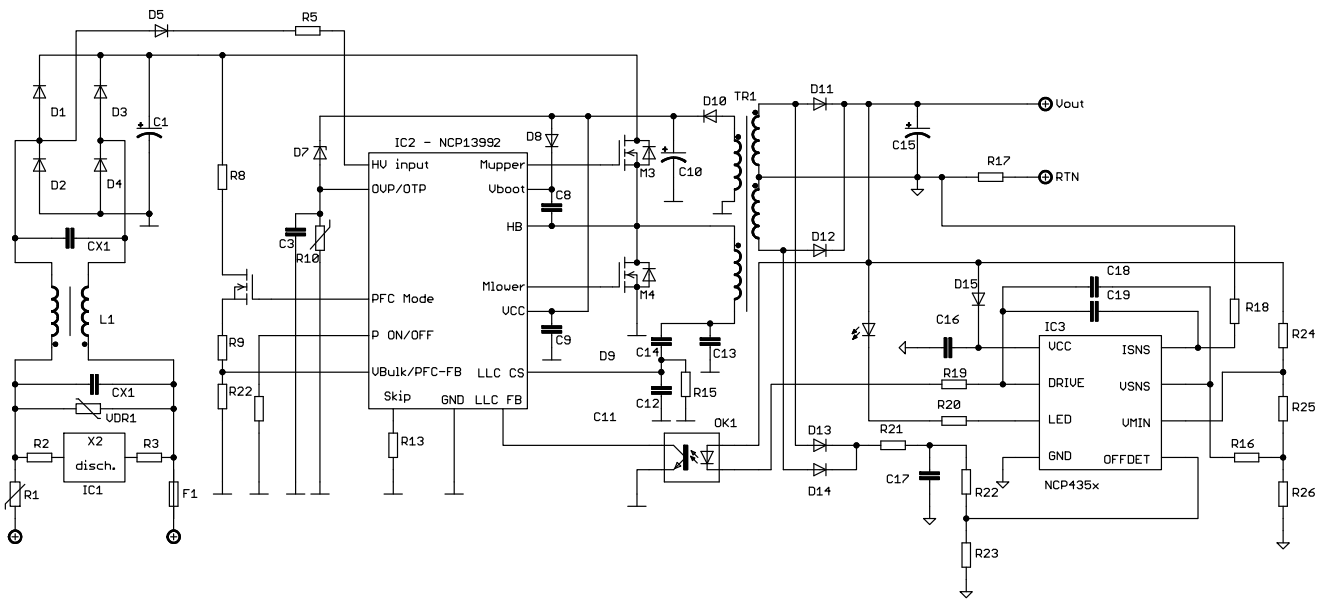 D5
R5
D1
D3
C1
D2
D4
CX1
L1
CX1
VDR1
R2
X2
disch.
R3
IC1
R1
F1
R8
R9
R22
D7
C3
R10
IC2 - NCP13992
HV input
OVP/OTP
PFC Mode
P ON/OFF
VBulk/PFC-FB
Skip
GND
LLC FB
Mupper
Vboot
HB
Mlower
VCC
LLC CS
R13
D8
C8
C9
M3
M4
C10
D10
TR1
D9
C14
C13
C12
R15
C11
OK1
D11
D12
C15
Vout
R17
RTN
D15
C16
C18
C19
R18
IC3
VCC
DRIVE
LED
GND
ISNS
VSNS
VMIN
OFFDET
NCP435x
R19
R20
R21
D13
D14
C17
R22
R23
R16
R24
R25
R26